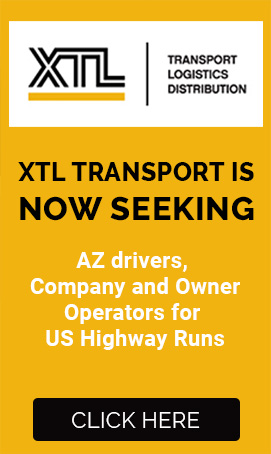 XTL
TRANSPORT
LOGISTICS
DISTRIBUTION
XTL TRANSPORT IS
NOW SEEKING
AZ drivers,
Company and Owner
Operators for
US Highway Runs
CLICK HERE